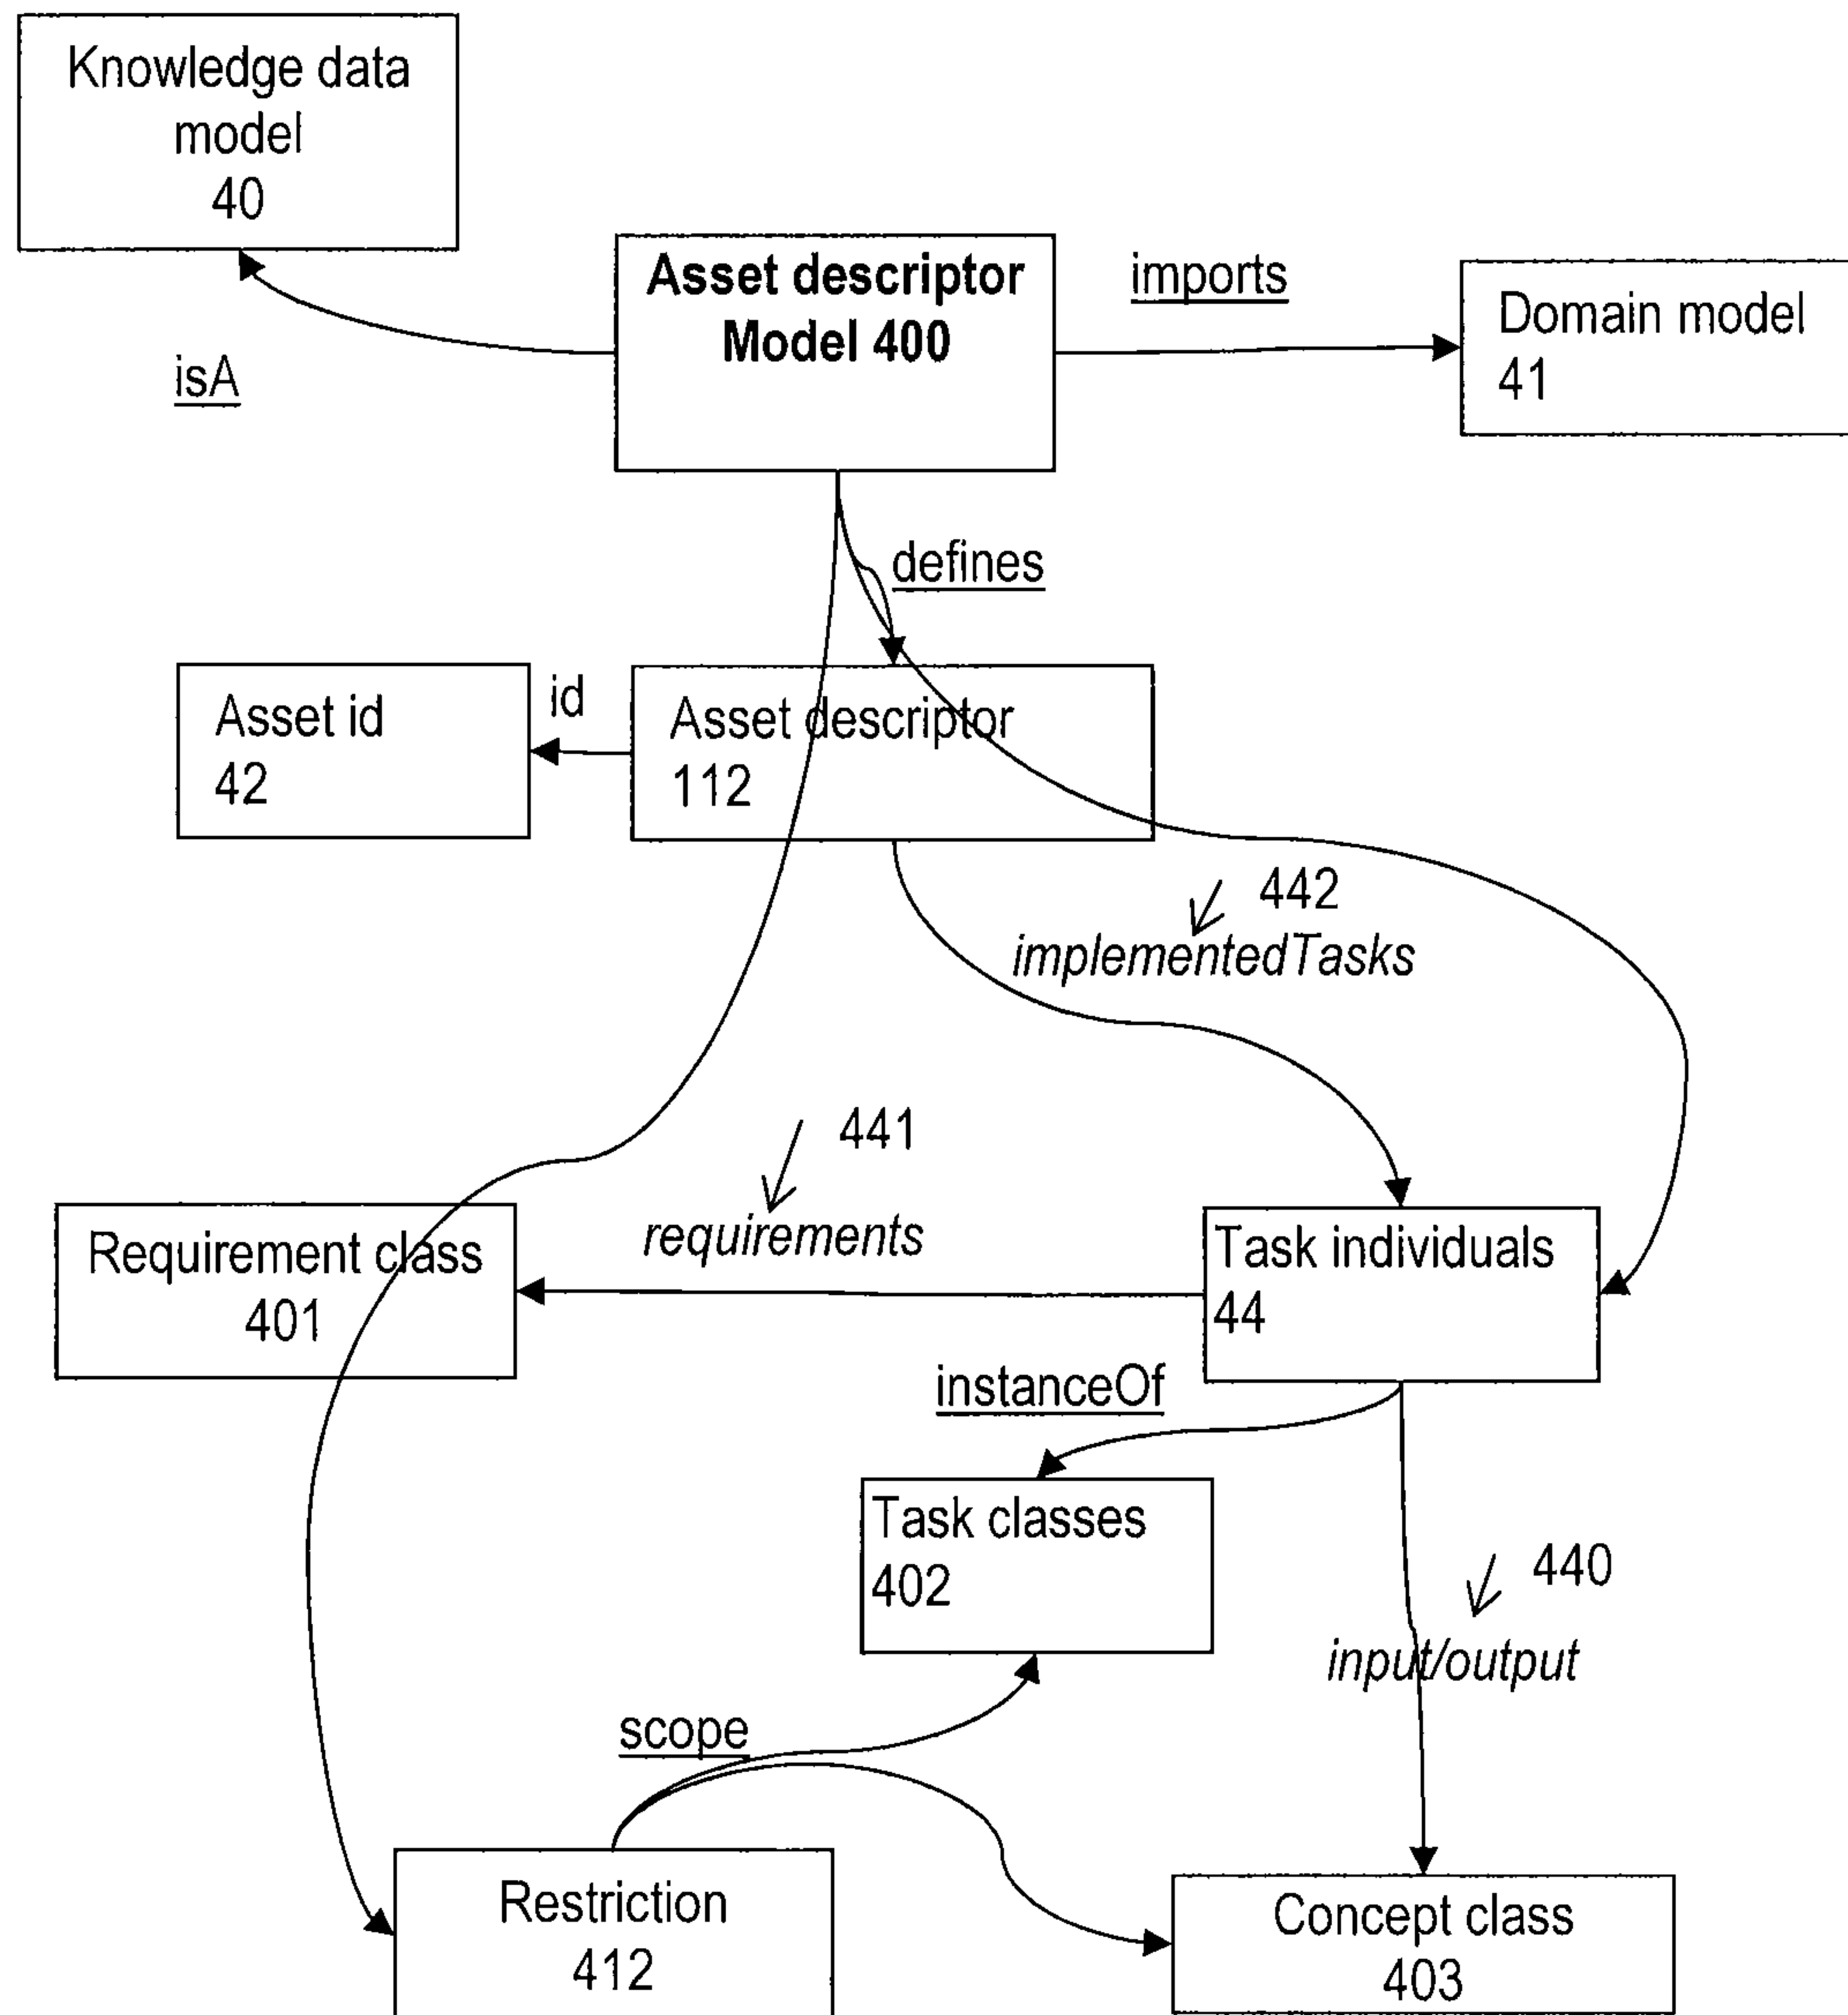 Knowledge data
model
40
Asset descriptor
Model 400
imports
Domain model
41
isA
defines
Asset id
42
id
Asset descriptor
112
442
implementedTasks
441
requirements
Requirement class
401
Task individuals
44
instanceOf
Task classes
402
440
input/output
scope
Restriction
412
Concept class
403